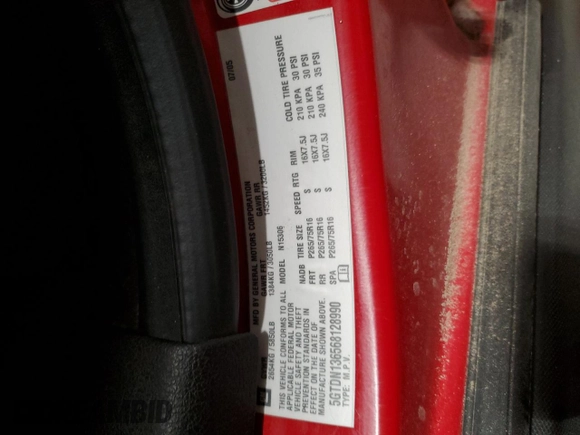 MFD BY GENERAL MOTORS CORPORATION
07/05
GVWR GAWR FRT GAWR RR
2654KG / 5850LB 1384KG / 3050LB 1452KG / 3200LB
THIS VEHICLE CONFORMS TO ALL
APPLICABLE FEDERAL MOTOR
VEHICLE SAFETY AND THEFT
PREVENTION STANDARDS IN
EFFECT ON THE DATE OF
MANUFACTURE SHOWN ABOVE.
5GTDN136568128990
TYPE: M.P.V.
MODEL N15306
NADB TIRE SIZE SPEED RTG RIM COLD TIRE PRESSURE
FRT P265/75R16 S 16X7.5J 210 KPA 30 PSI
RR P265/75R16 S 16X7.5J 210 KPA 30 PSI
SPA P265/75R16 S 16X7.5J 240 KPA 35 PSI